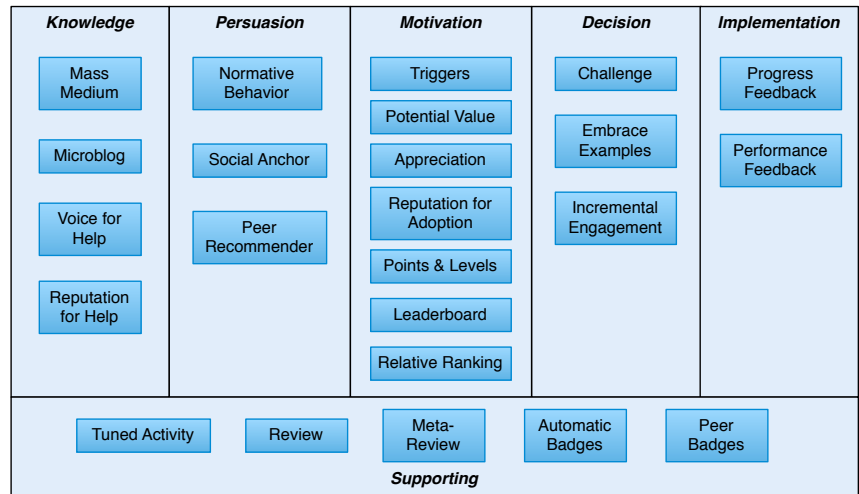 Knowledge
Mass
Medium
Microblog
Voice for
Help
Reputation
for Help
Persuasion
Normative
Behavior
Social Anchor
Peer
Recommender
Motivation
Triggers
Potential Value
Appreciation
Reputation for
Adoption
Points & Levels
Leaderboard
Relative Ranking
Decision
Challenge
Embrace
Examples
Incremental
Engagement
Implementation
Progress
Feedback
Performance
Feedback
Tuned Activity
Review
Meta-
Review
Automatic
Badges
Peer
Badges
Supporting